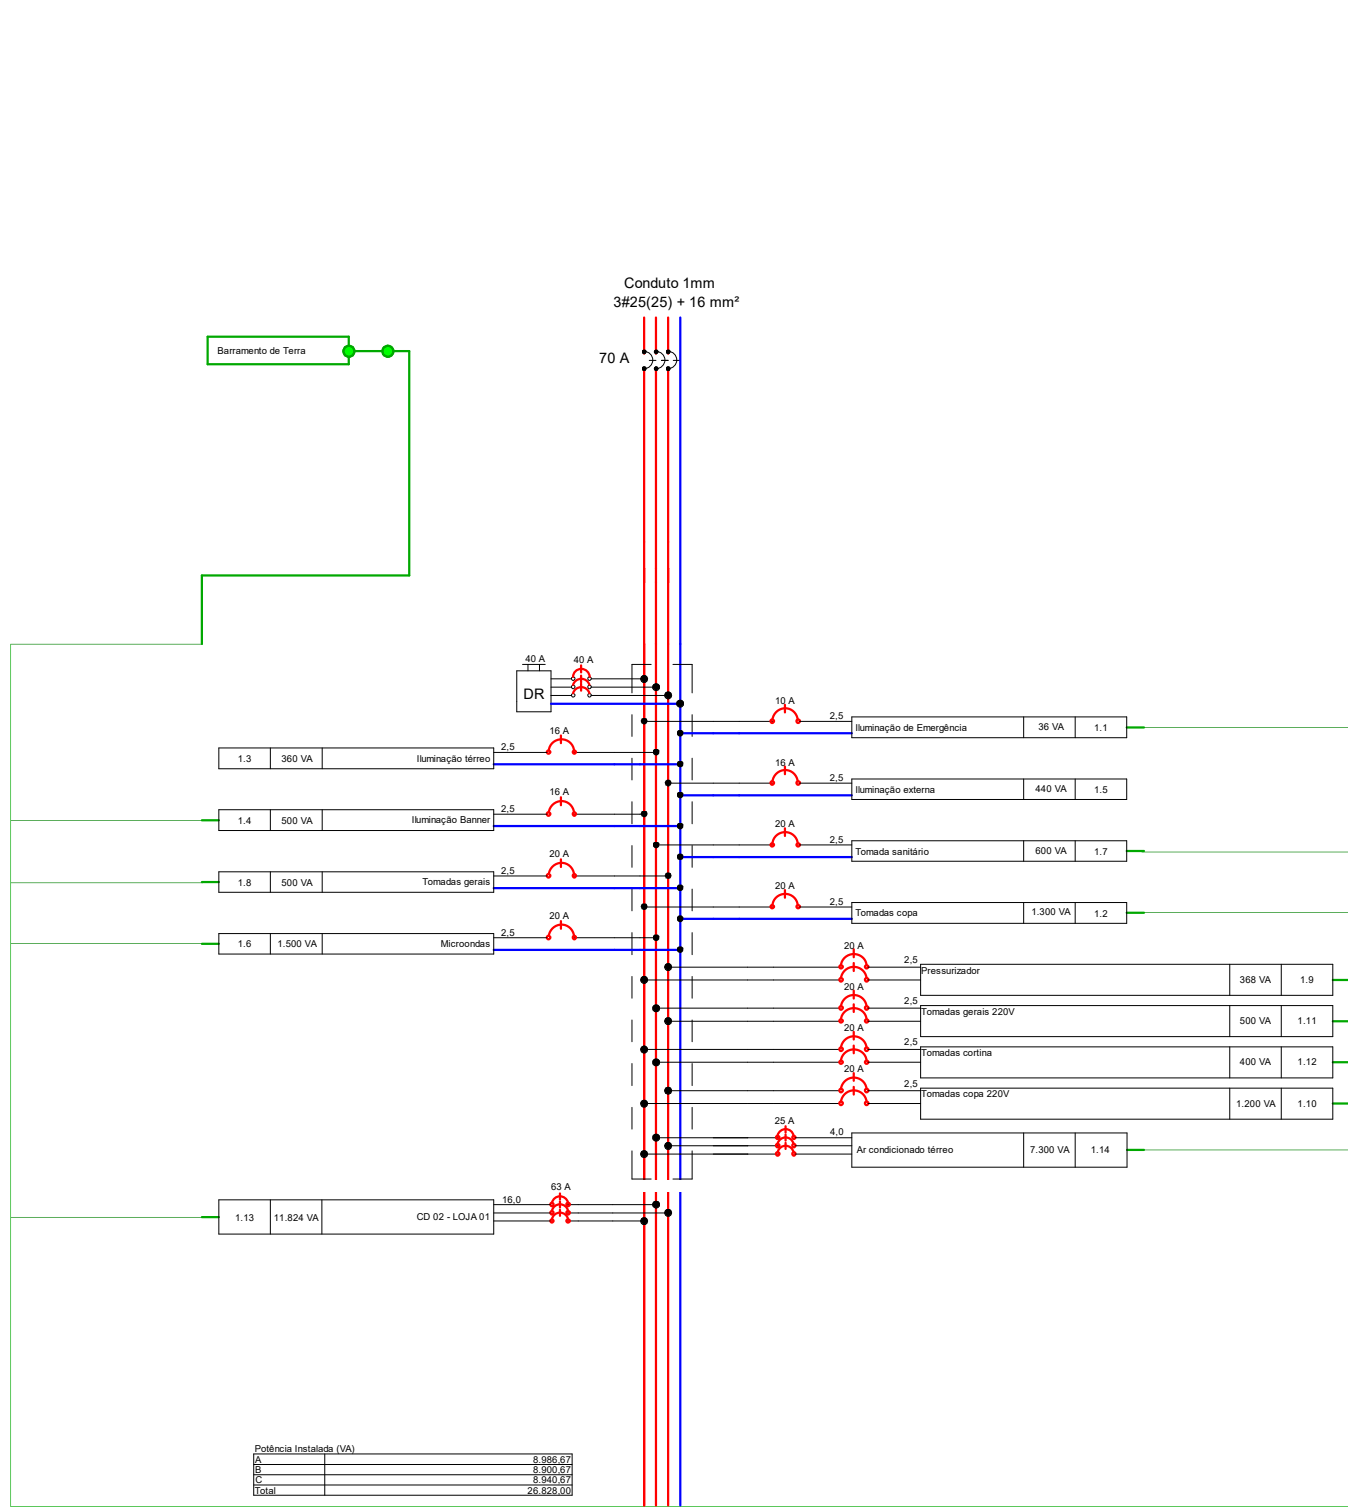 Conduto 1mm
3#25(25) + 16 mm²
Barramento de Terra
70 A
40 A 40 A
DR
10 A
2,5
Iluminação de Emergência 36 VA 1.1
16 A
2,5
1.3 360 VA Iluminação térreo
16 A
2,5
Iluminação externa 440 VA 1.5
16 A
2,5
1.4 500 VA Iluminação Banner
20 A
2,5
Tomada sanitário 600 VA 1.7
20 A
2,5
1.8 500 VA Tomadas gerais
20 A
2,5
Tomadas copa 1.300 VA 1.2
20 A
2,5
1.6 1.500 VA Microondas
20 A
2,5
Pressurizador 368 VA 1.9
20 A
2,5
Tomadas gerais 220V 500 VA 1.11
20 A
2,5
Tomadas cortina 400 VA 1.12
20 A
2,5
Tomadas copa 220V 1.200 VA 1.10
25 A
4,0
Ar condicionado térreo 7.300 VA 1.14
63 A
16,0
1.13 11.824 VA CD 02 - LOJA 01
Potência Instalada (VA)
A 8.986,67
B 8.900,67
C 8.940,67
Total 26.828,00